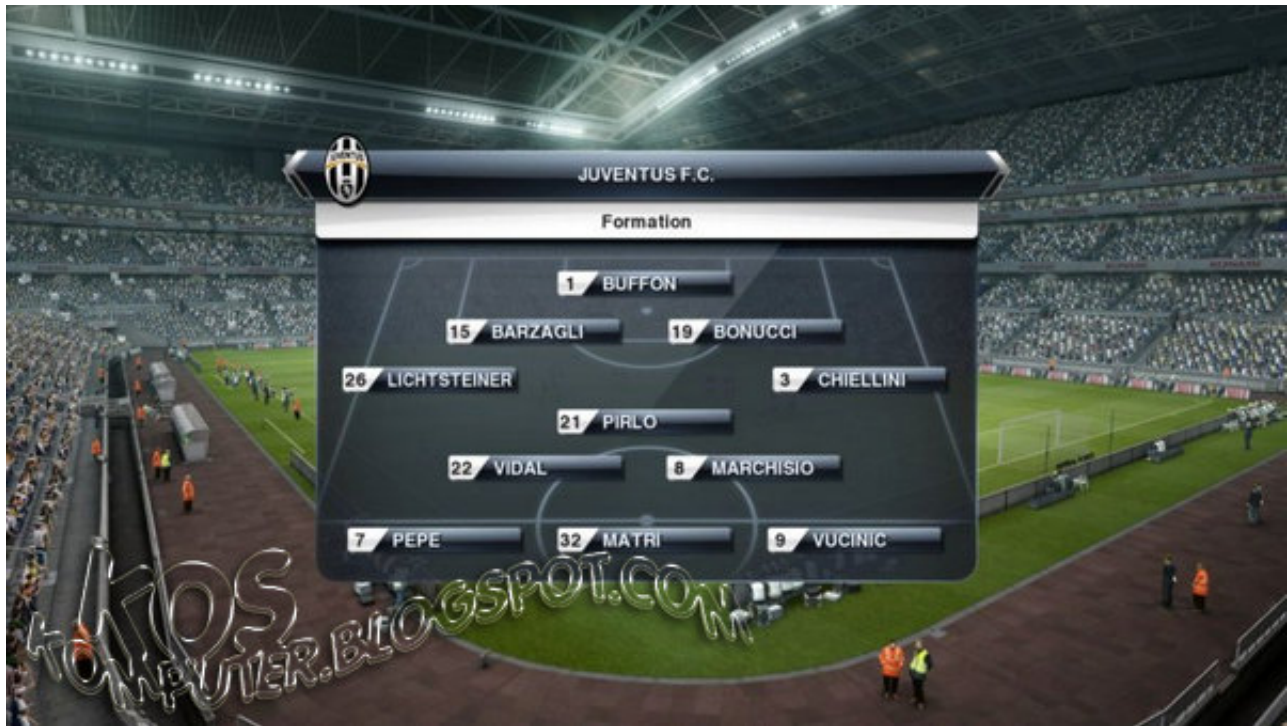 JUVENTUS
JUVENTUS F.C.
Formation
1 BUFFON
15 BARZAGLI 19 BONUCCI
26 LICHTSTEINER 3 CHIELLINI
21 PIRLO
22 VIDAL 8 MARCHISIO
7 PEPE 32 MATRI 9 VUCINIC
KOMPUTER.BLOGSPOT.COM